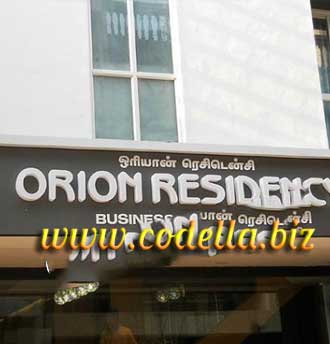 ஓரியான் ரெசிடென்சி
ORION RESIDENCY
BUSINESS யான் ரெசிடென்சி
www.codella.biz